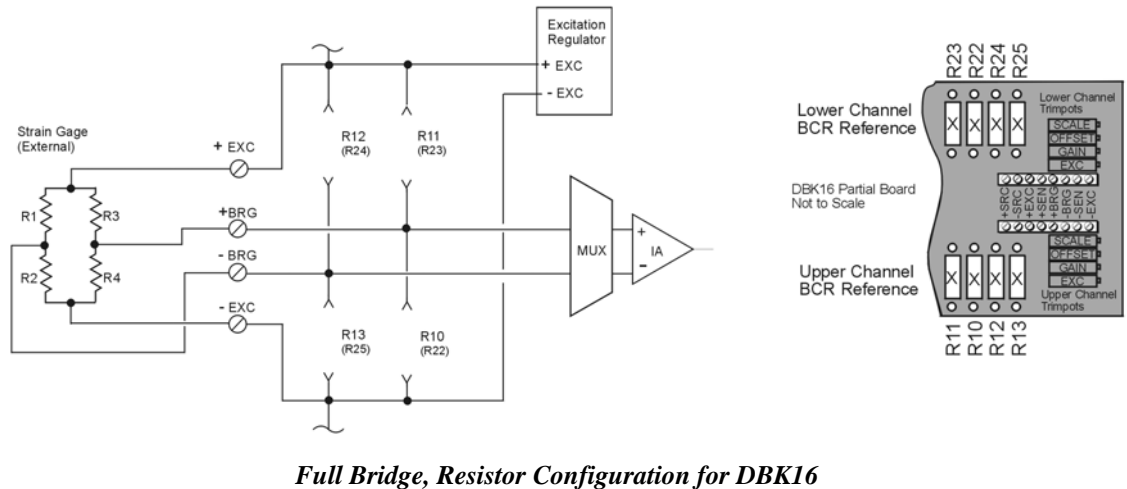 Excitation
Regulator
+ EXC
- EXC
Strain Gage
(External)
+ EXC
R12
(R24)
R11
(R23)
R1
R3
+BRG
MUX
+
-
IA
- BRG
R2
R4
- EXC
R13
(R25)
R10
(R22)
R23
R22
R24
R25
Lower Channel
BCR Reference
X
X
X
X
Lower Channel
Trimpots
SCALE
OFFSET
GAIN
EXC
DBK16 Partial Board
Not to Scale
+SRC
-SRC
+EXC
+SEN
+BRG
-BRG
-SEN
-EXC
Upper Channel
BCR Reference
X
X
X
X
SCALE
OFFSET
GAIN
EXC
Upper Channel
Trimpots
R11
R10
R12
R13
Full Bridge, Resistor Configuration for DBK16